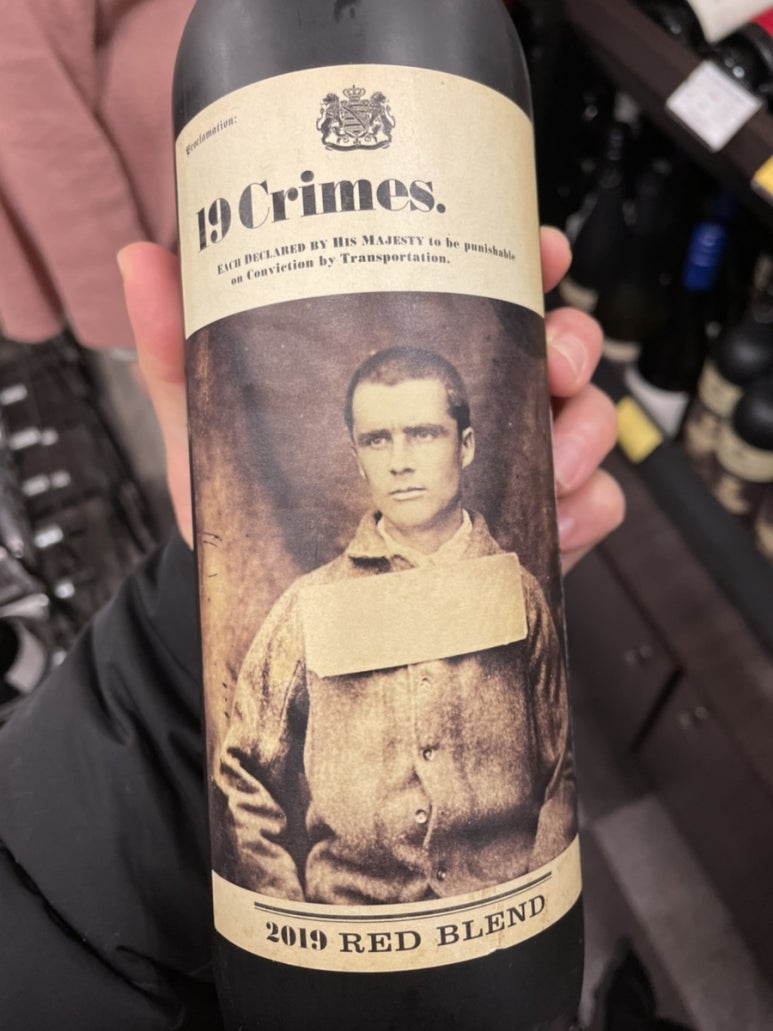 Proclamation:
19 Crimes.
EACH DECLARED BY HIS MAJESTY to be punishable
on Conviction by Transportation.
2019 RED BLEND